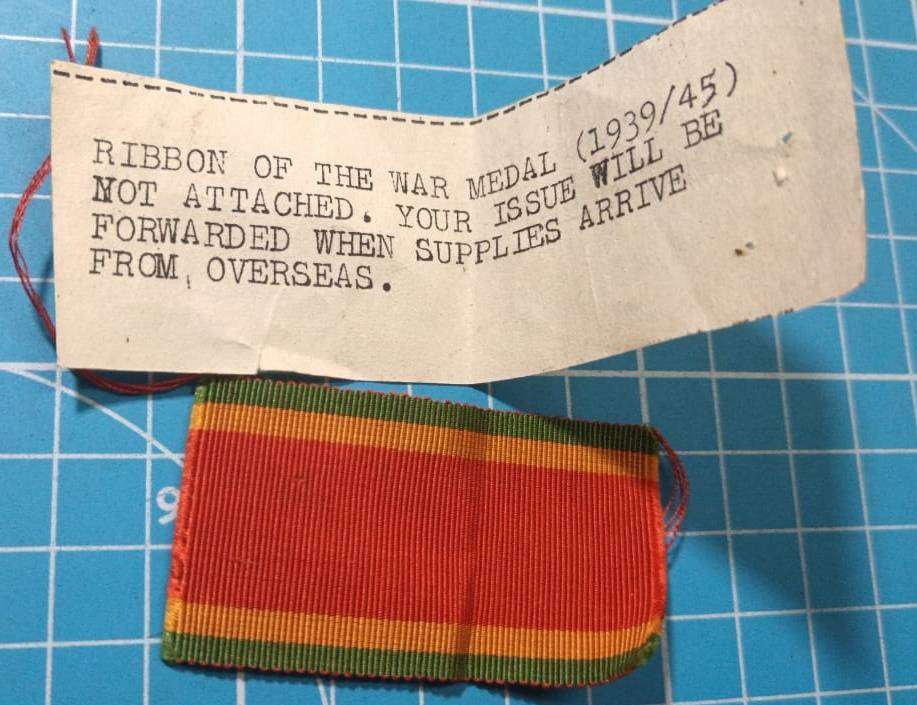 RIBBON OF THE WAR MEDAL (1939/45)
NOT ATTACHED. YOUR ISSUE WILL BE
FORWARDED WHEN SUPPLIES ARRIVE
FROM, OVERSEAS.
9